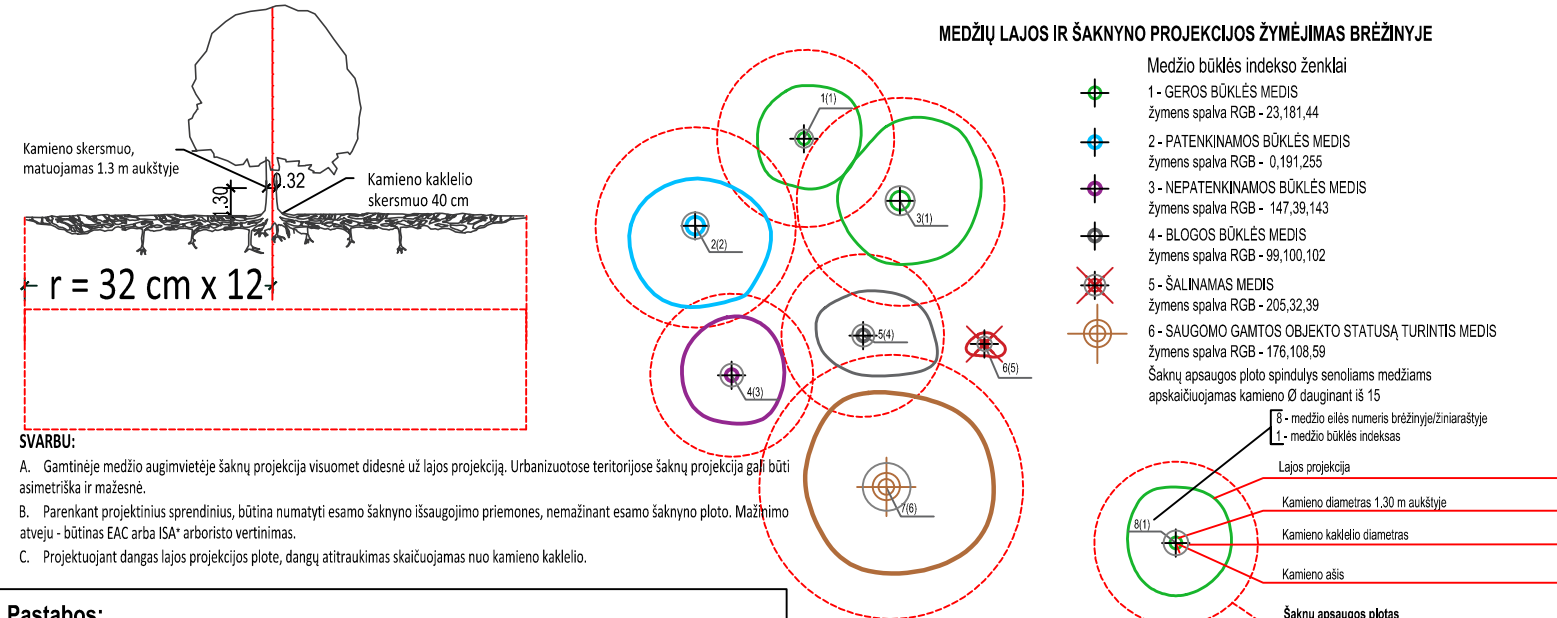 MEDŽIŲ LAJOS IR ŠAKNYNO PROJEKCIJOS ŽYMĖJIMAS BRĖŽINYJE
Kamieno skersmuo,
matuojamas 1.3 m aukštyje
0.32
1.30
Kamieno kaklelio
skersmuo 40 cm
r = 32 cm x 12
SVARBU:
A. Gamtinėje medžio augimvietėje šaknų projekcija visuomet didesnė už lajos projekciją. Urbanizuotose teritorijose šaknų projekcija gali būti
asimetriška ir mažesnė.
B. Parenkant projektinius sprendinius, būtina numatyti esamo šaknyno išsaugojimo priemones, nemažinant esamo šaknyno ploto. Mažinimo
atveju - būtinas EAC arba ISA* arboristo vertinimas.
C. Projektuojant dangas lajos projekcijos plote, dangų atitraukimas skaičuojamas nuo kamieno kaklelio.
Pastabos:
1(1)
3(1)
2(2)
5(4)
6(5)
4(3)
7(6)
Medžio būklės indekso ženklai
1 - GEROS BŪKLĖS MEDIS
žymens spalva RGB - 23,181,44
2 - PATENKINAMOS BŪKLĖS MEDIS
žymens spalva RGB - 0,191,255
3 - NEPATENKINAMOS BŪKLĖS MEDIS
žymens spalva RGB - 147,39,143
4 - BLOGOS BŪKLĖS MEDIS
žymens spalva RGB - 99,100,102
5 - ŠALINAMAS MEDIS
žymens spalva RGB - 205,32,39
6 - SAUGOMO GAMTOS OBJEKTO STATUSĄ TURINTIS MEDIS
žymens spalva RGB - 176,108,59
Šaknų apsaugos ploto spindulys senoliams medžiams
apskaičiuojamas kamieno Ø dauginant iš 15
8 - medžio eilės numeris brėžinyje/žiniaraštyje
1 - medžio būklės indeksas
Lajos projekcija
Kamieno diametras 1,30 m aukštyje
8(1)
Kamieno kaklelio diametras
Kamieno ašis
Šaknų apsaugos plotas